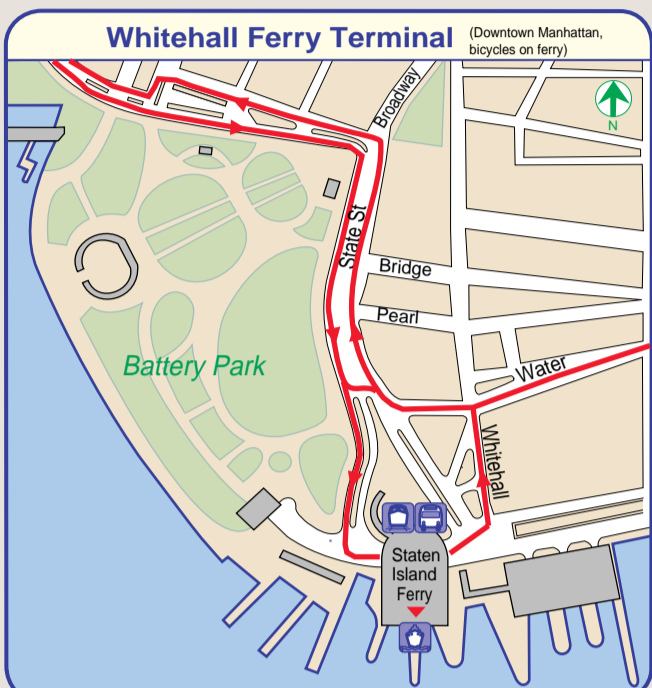 Whitehall Ferry Terminal
(Downtown Manhattan,
bicycles on ferry)
Broadway
N
State St
Bridge
Pearl
Battery Park
Water
Whitehall
Staten
Island
Ferry